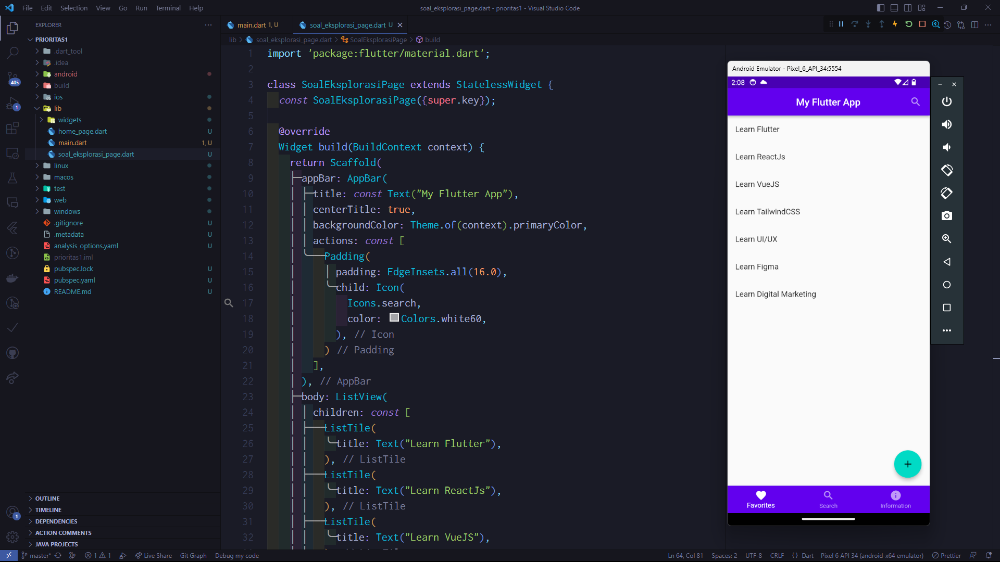 File Edit Selection View Go Run Terminal Help
soal_eksplorasi_page.dart - prioritas1 - Visual Studio Code
EXPLORER
PRIORITAS1
.dart_tool
.idea
android
build
ios
lib
widgets
home_page.dart U
main.dart 1, U
soal_eksplorasi_page.dart U
linux
macos
test
web
windows
.gitignore U
.metadata U
analysis_options.yaml U
prioritas1.iml
pubspec.lock U
pubspec.yaml U
README.md U
OUTLINE
TIMELINE
DEPENDENCIES
ACTION COMMENTS
JAVA PROJECTS
405
1
1
main.dart 1, U
soal_eksplorasi_page.dart U
lib > soal_eksplorasi_page.dart > SoalEksplorasiPage > build
1 import 'package:flutter/material.dart';
2
3 class SoalEksplorasiPage extends StatelessWidget {
4 const SoalEksplorasiPage({super.key});
5
6 @override
7 Widget build(BuildContext context) {
8 return Scaffold(
9 appBar: AppBar(
10 title: const Text("My Flutter App"),
11 centerTitle: true,
12 backgroundColor: Theme.of(context).primaryColor,
13 actions: const [
14 Padding(
15 padding: EdgeInsets.all(16.0),
16 child: Icon(
17 Icons.search,
18 color: Colors.white60,
19 ), // Icon
20 ) // Padding
21 ],
22 ), // AppBar
23 body: ListView(
24 children: const [
25 ListTile(
26 title: Text("Learn Flutter"),
27 ), // ListTile
28 ListTile(
29 title: Text("Learn ReactJs"),
30 ), // ListTile
31 ListTile(
32 title: Text("Learn VueJS"),
Android Emulator - Pixel_6_API_34:5554
2:08
My Flutter App
Learn Flutter
Learn ReactJs
Learn VueJS
Learn TailwindCSS
Learn UI/UX
Learn Figma
Learn Digital Marketing
+
Favorites Search Information
master* 1 1 Live Share Git Graph Debug my code
Ln 64, Col 81 Spaces: 2 UTF-8 CRLF { } Dart Pixel 6 API 34 (android-x64 emulator) Prettier